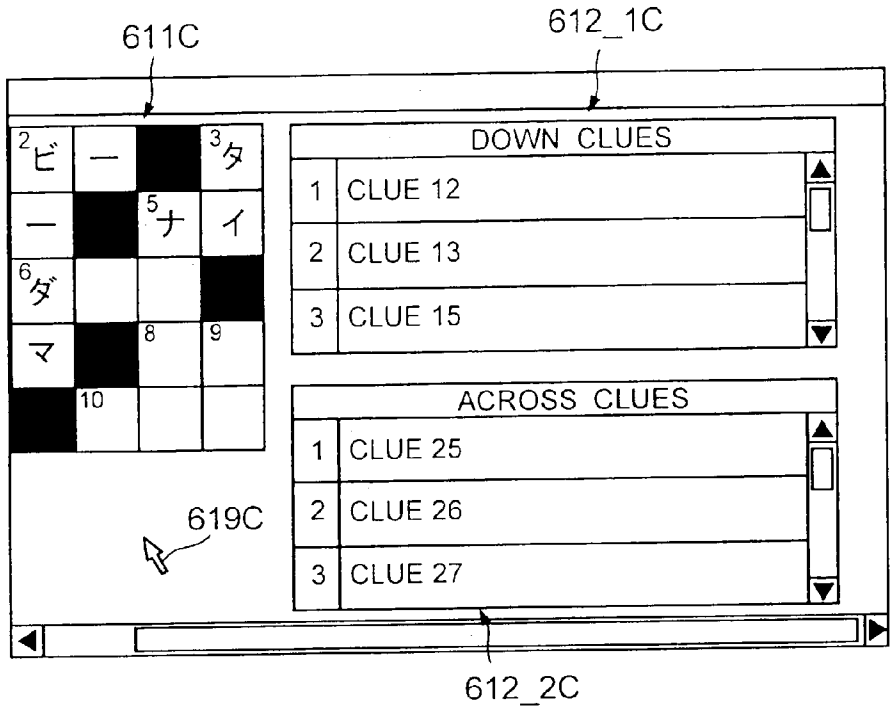 611C
612_1C
2 ビ ー 3 タ
ー 5 ナ イ
6 ダ
マ 8 9
10
DOWN CLUES
1 CLUE 12
2 CLUE 13
3 CLUE 15
ACROSS CLUES
1 CLUE 25
2 CLUE 26
3 CLUE 27
619C
612_2C